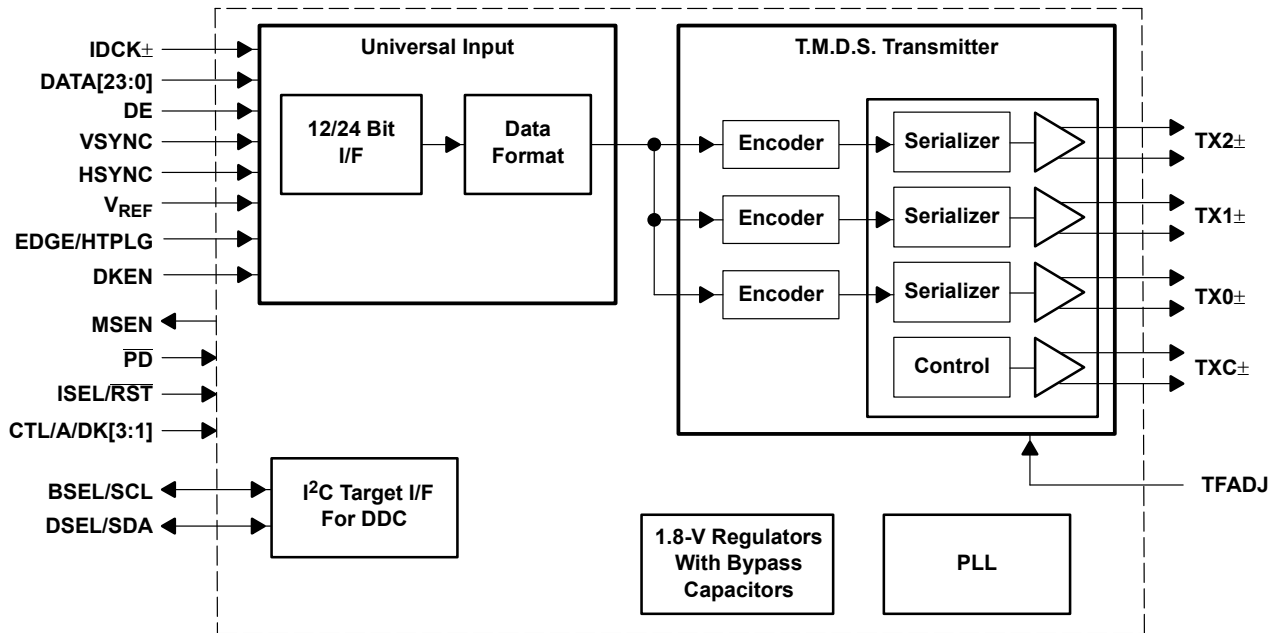 IDCK±
DATA[23:0]
DE
VSYNC
HSYNC
VREF
EDGE/HTPLG
DKEN
MSEN
PD
ISEL/RST
CTL/A/DK[3:1]
BSEL/SCL
DSEL/SDA
Universal Input
12/24 Bit
I/F
Data
Format
I2C Target I/F
For DDC
T.M.D.S. Transmitter
Encoder
Serializer
Encoder
Serializer
Encoder
Serializer
Control
TX2±
TX1±
TX0±
TXC±
TFADJ
1.8-V Regulators
With Bypass
Capacitors
PLL